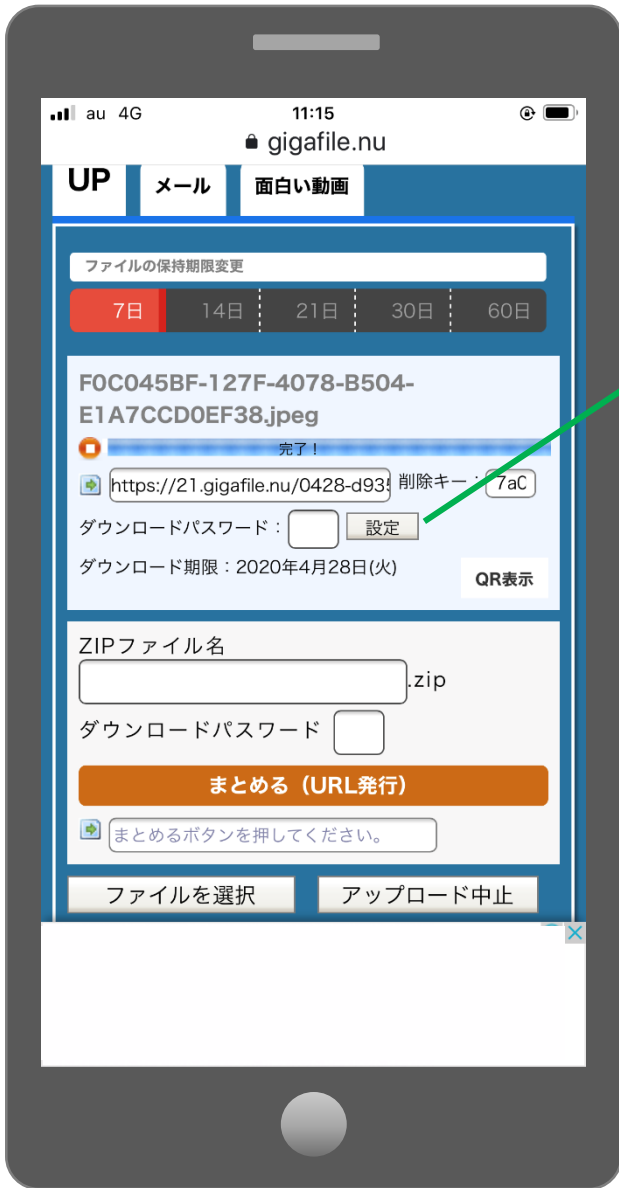 au 4G 11:15
gigafile.nu
UP メール 面白い動画
ファイルの保持期限変更
7日 14日 21日 30日 60日
F0C045BF-127F-4078-B504-
E1A7CCD0EF38.jpeg
完了!
https://21.gigafile.nu/0428-d935 削除キー: 7aC
ダウンロードパスワード: 設定
ダウンロード期限:2020年4月28日(火)
QR表示
ZIPファイル名
.zip
ダウンロードパスワード
まとめる(URL発行)
まとめるボタンを押してください。
ファイルを選択 アップロード中止